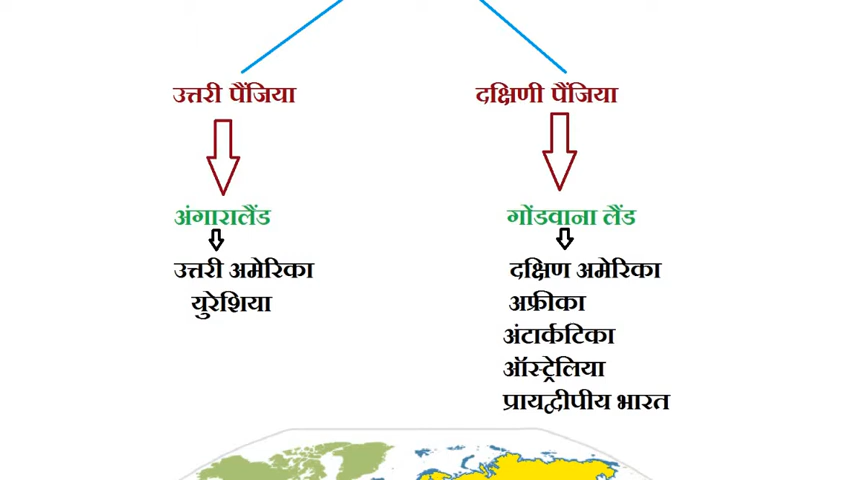 उत्तरी पैंजिया
दक्षिणी पैंजिया
अंगारालैंड
गोंडवाना लैंड
उत्तरी अमेरिका
युरेशिया
दक्षिण अमेरिका
अफ्रीका
अंटार्कटिका
ऑस्ट्रेलिया
प्रायद्वीपीय भारत